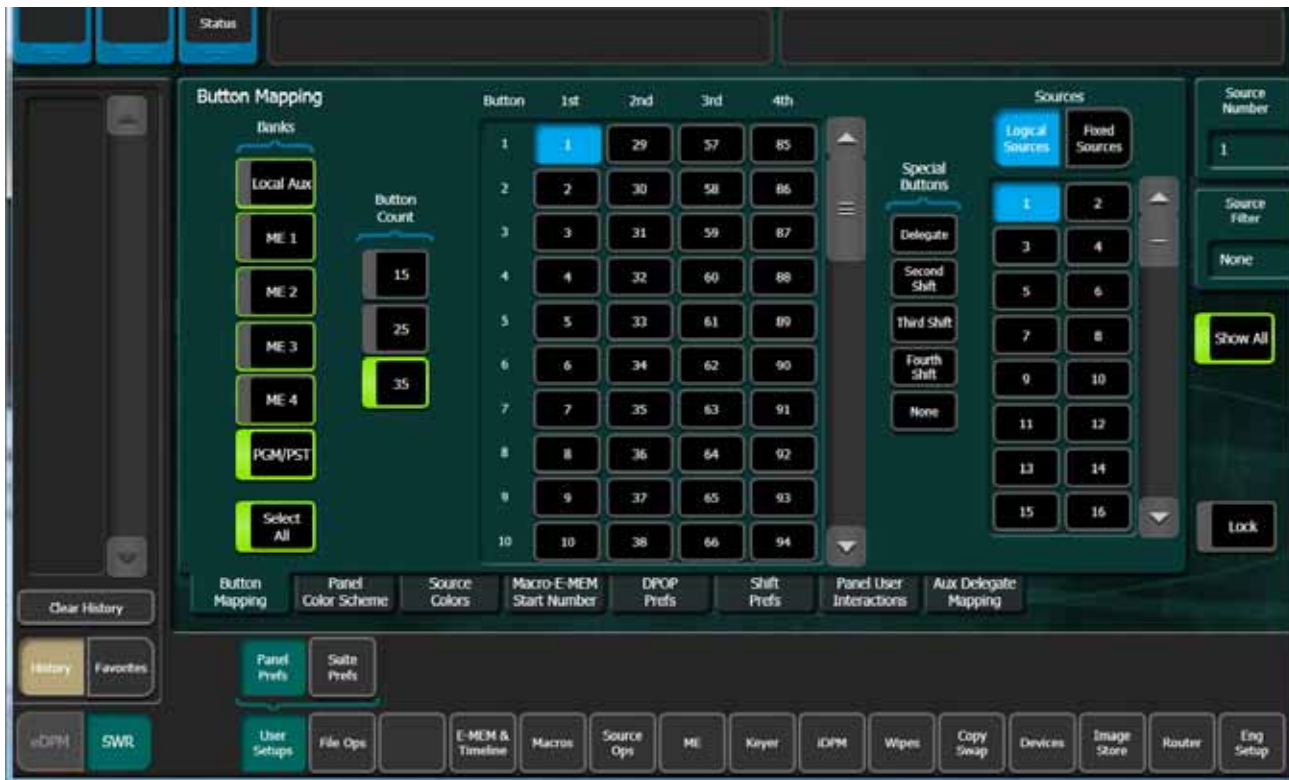 Status
Button Mapping
Banks
Local Aux
ME 1
ME 2
ME 3
ME 4
PGM/PST
Select All
Button Count
15
25
35
Button 1st 2nd 3rd 4th
1 1 29 57 85
2 2 30 58 86
3 3 31 59 87
4 4 32 60 88
5 5 33 61 89
6 6 34 62 90
7 7 35 63 91
8 8 36 64 92
9 9 37 65 93
10 10 38 66 94
Special Buttons
Delegate
Second Shift
Third Shift
Fourth Shift
None
Sources
Logical Sources Fixed Sources
1 2
3 4
5 6
7 8
9 10
11 12
13 14
15 16
Source Number
1
Source Filter
None
Show All
Lock
Button Mapping Panel Color Scheme Source Colors Macro-E-MEM Start Number DPOP Prefs Shift Prefs Panel User Interactions Aux Delegate Mapping
Clear History
History Favorites
Panel Prefs Suite Prefs
eDPM SWR User Setups File Ops E-MEM & Timeline Macros Source Ops ME Keyer iDPM Wipes Copy Swap Devices Image Store Router Eng Setup